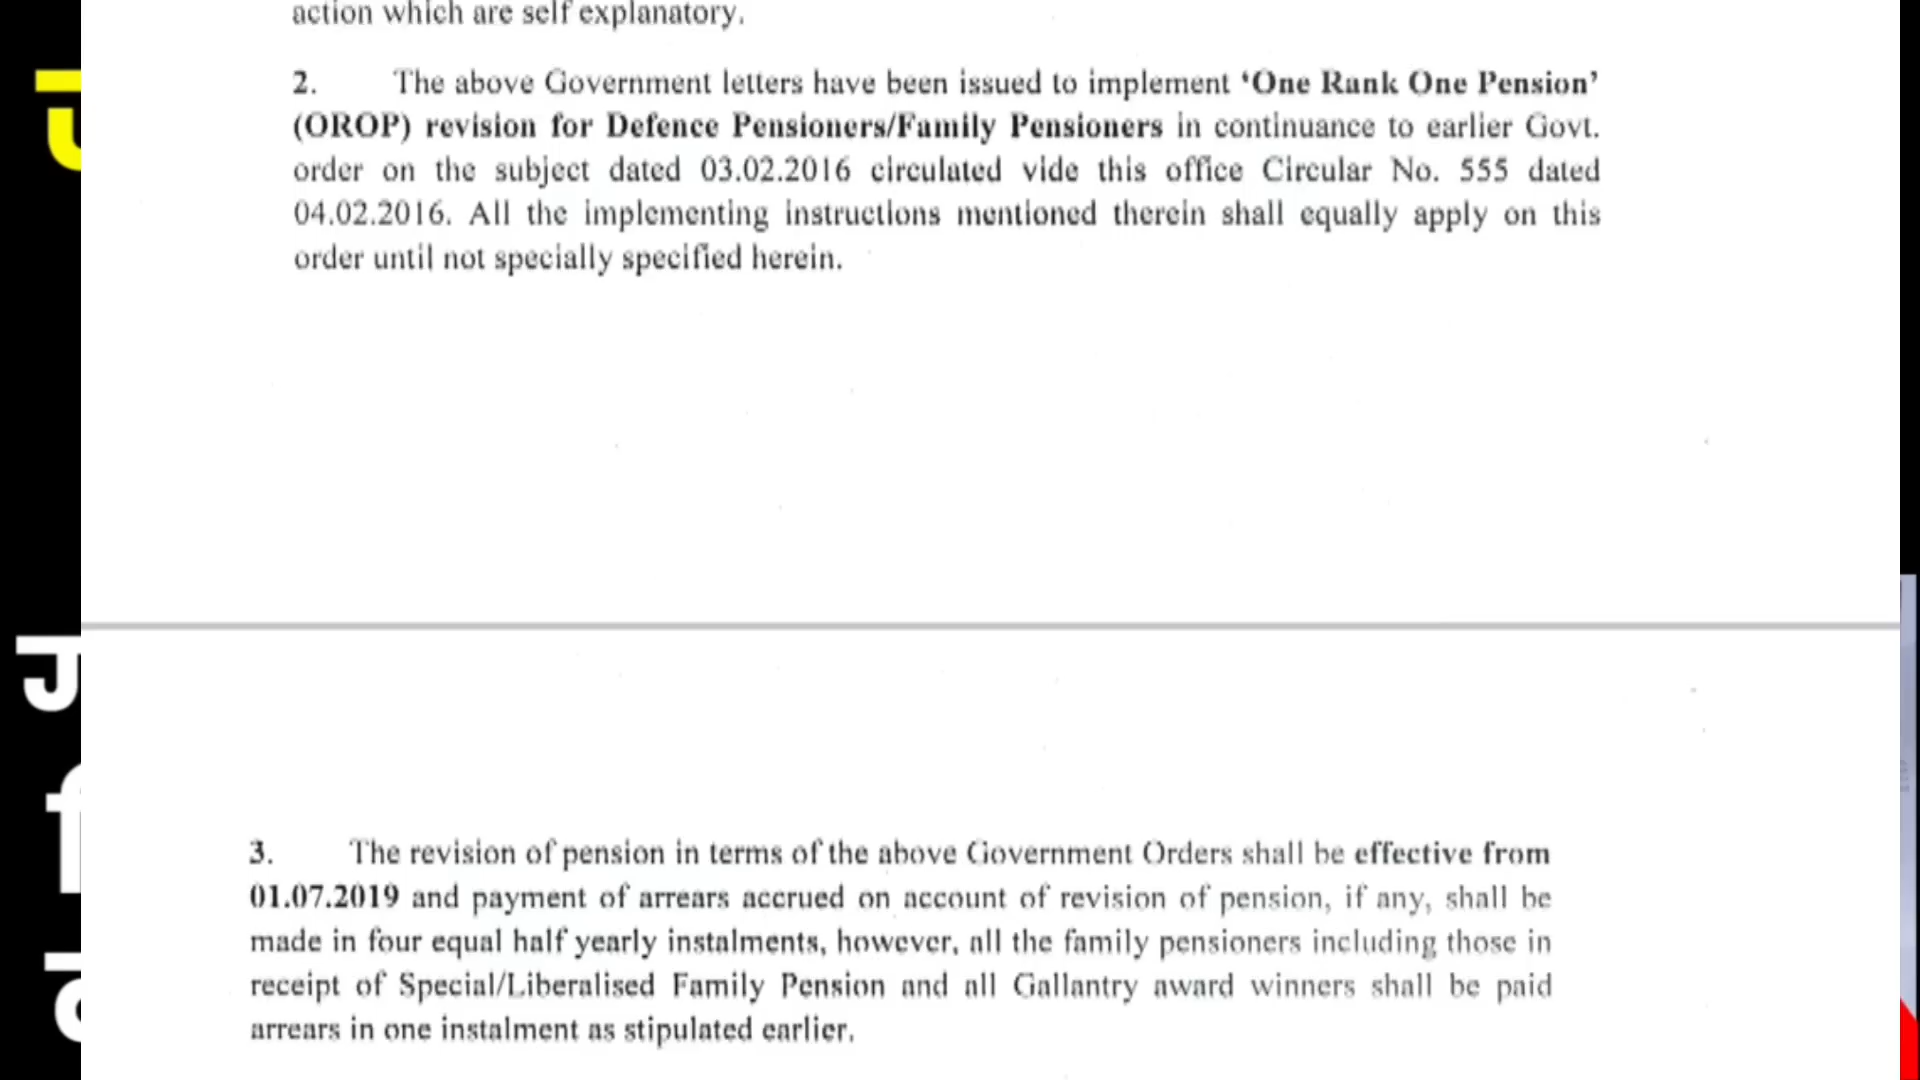 action which are self explanatory.
2. The above Government letters have been issued to implement ‘One Rank One Pension’
(OROP) revision for Defence Pensioners/Family Pensioners in continuance to earlier Govt.
order on the subject dated 03.02.2016 circulated vide this office Circular No. 555 dated
04.02.2016. All the implementing instructions mentioned therein shall equally apply on this
order until not specially specified herein.
3. The revision of pension in terms of the above Government Orders shall be effective from
01.07.2019 and payment of arrears accrued on account of revision of pension, if any, shall be
made in four equal half yearly instalments, however, all the family pensioners including those in
receipt of Special/Liberalised Family Pension and all Gallantry award winners shall be paid
arrears in one instalment as stipulated earlier.